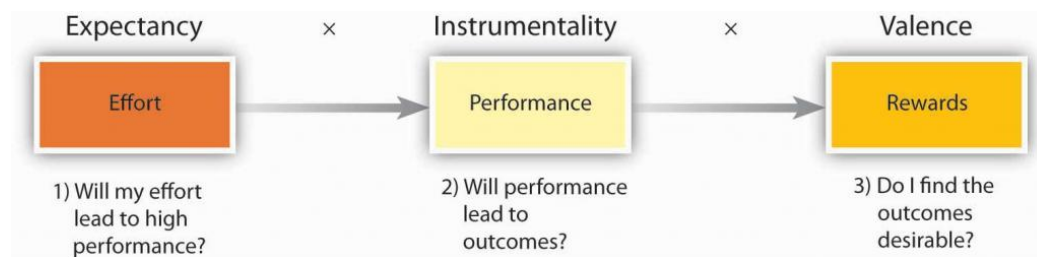 Expectancy × Instrumentality × Valence
Effort
Performance
Rewards
1) Will my effort
lead to high
performance?
2) Will performance
lead to
outcomes?
3) Do I find the
outcomes
desirable?